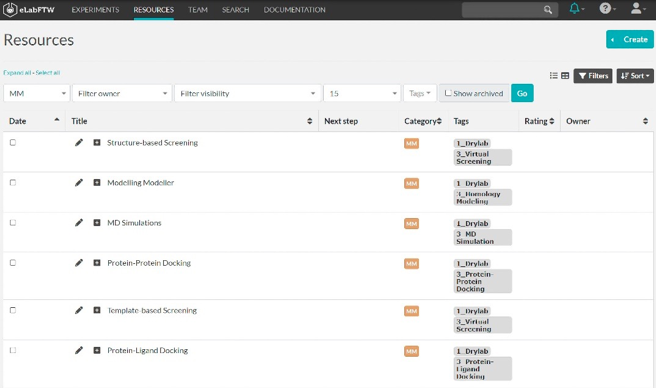 eLabFTW EXPERIMENTS RESOURCES TEAM SEARCH DOCUMENTATION
Resources
Create
Expand all - Select all
Filters Sort
MM Filter owner Filter visibility 15 Tags Show archived Go
Date Title Next step Category Tags Rating Owner
Structure-based Screening MM 1_Drylab
3_Virtual
Screening
Modelling Modeller MM 1_Drylab
3_Homology
Modeling
MD Simulations MM 1_Drylab
3_MD
Simulation
Protein-Protein Docking MM 1_Drylab
3_Protein-
Protein
Docking
Template-based Screening MM 1_Drylab
3_Virtual
Screening
Protein-Ligand Docking MM 1_Drylab
3_Protein-
Ligand
Docking